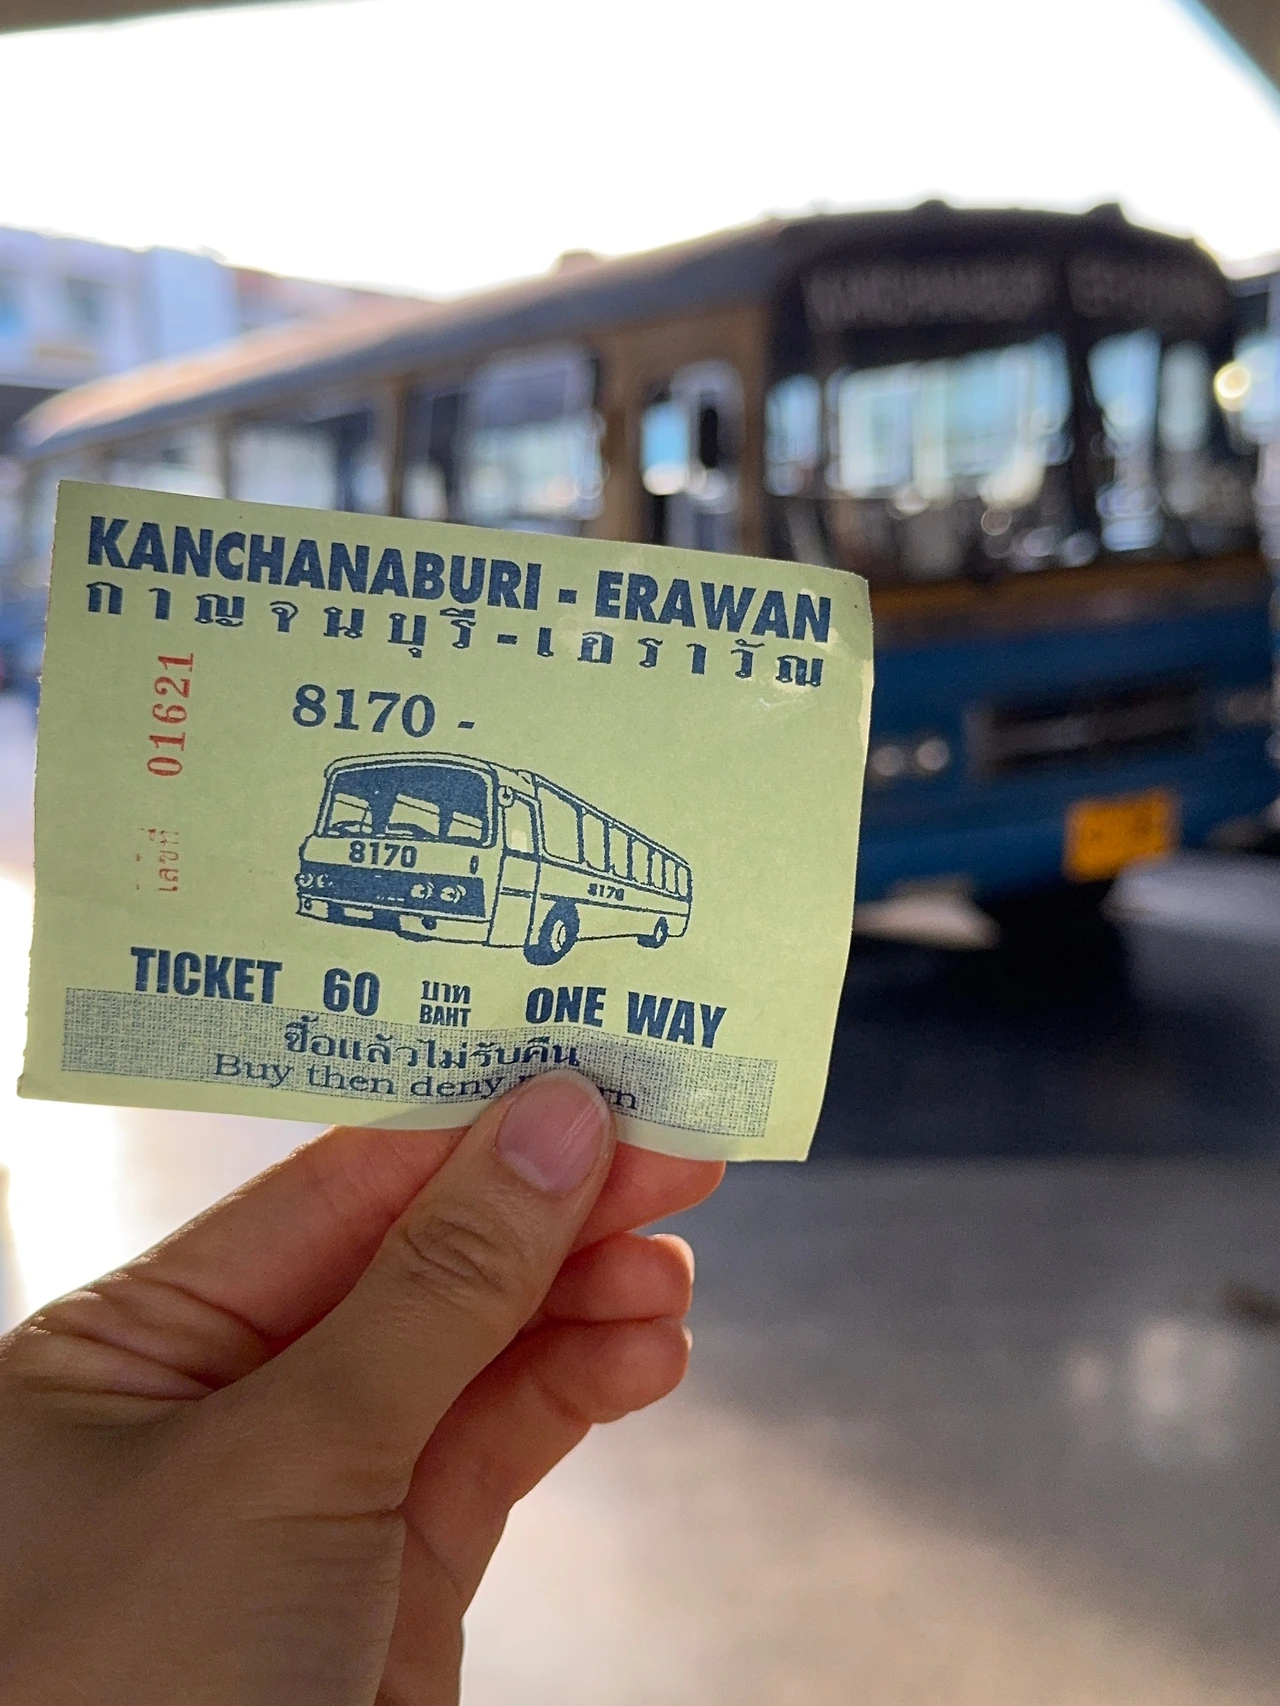 KANCHANABURI - ERAWAN
กาญจนบุรี-เอราวัณ
เลขที่ 01621
8170 -
8170
8170
TICKET 60 บาท BAHT ONE WAY
ซื้อแล้วไม่รับคืน
Buy then deny